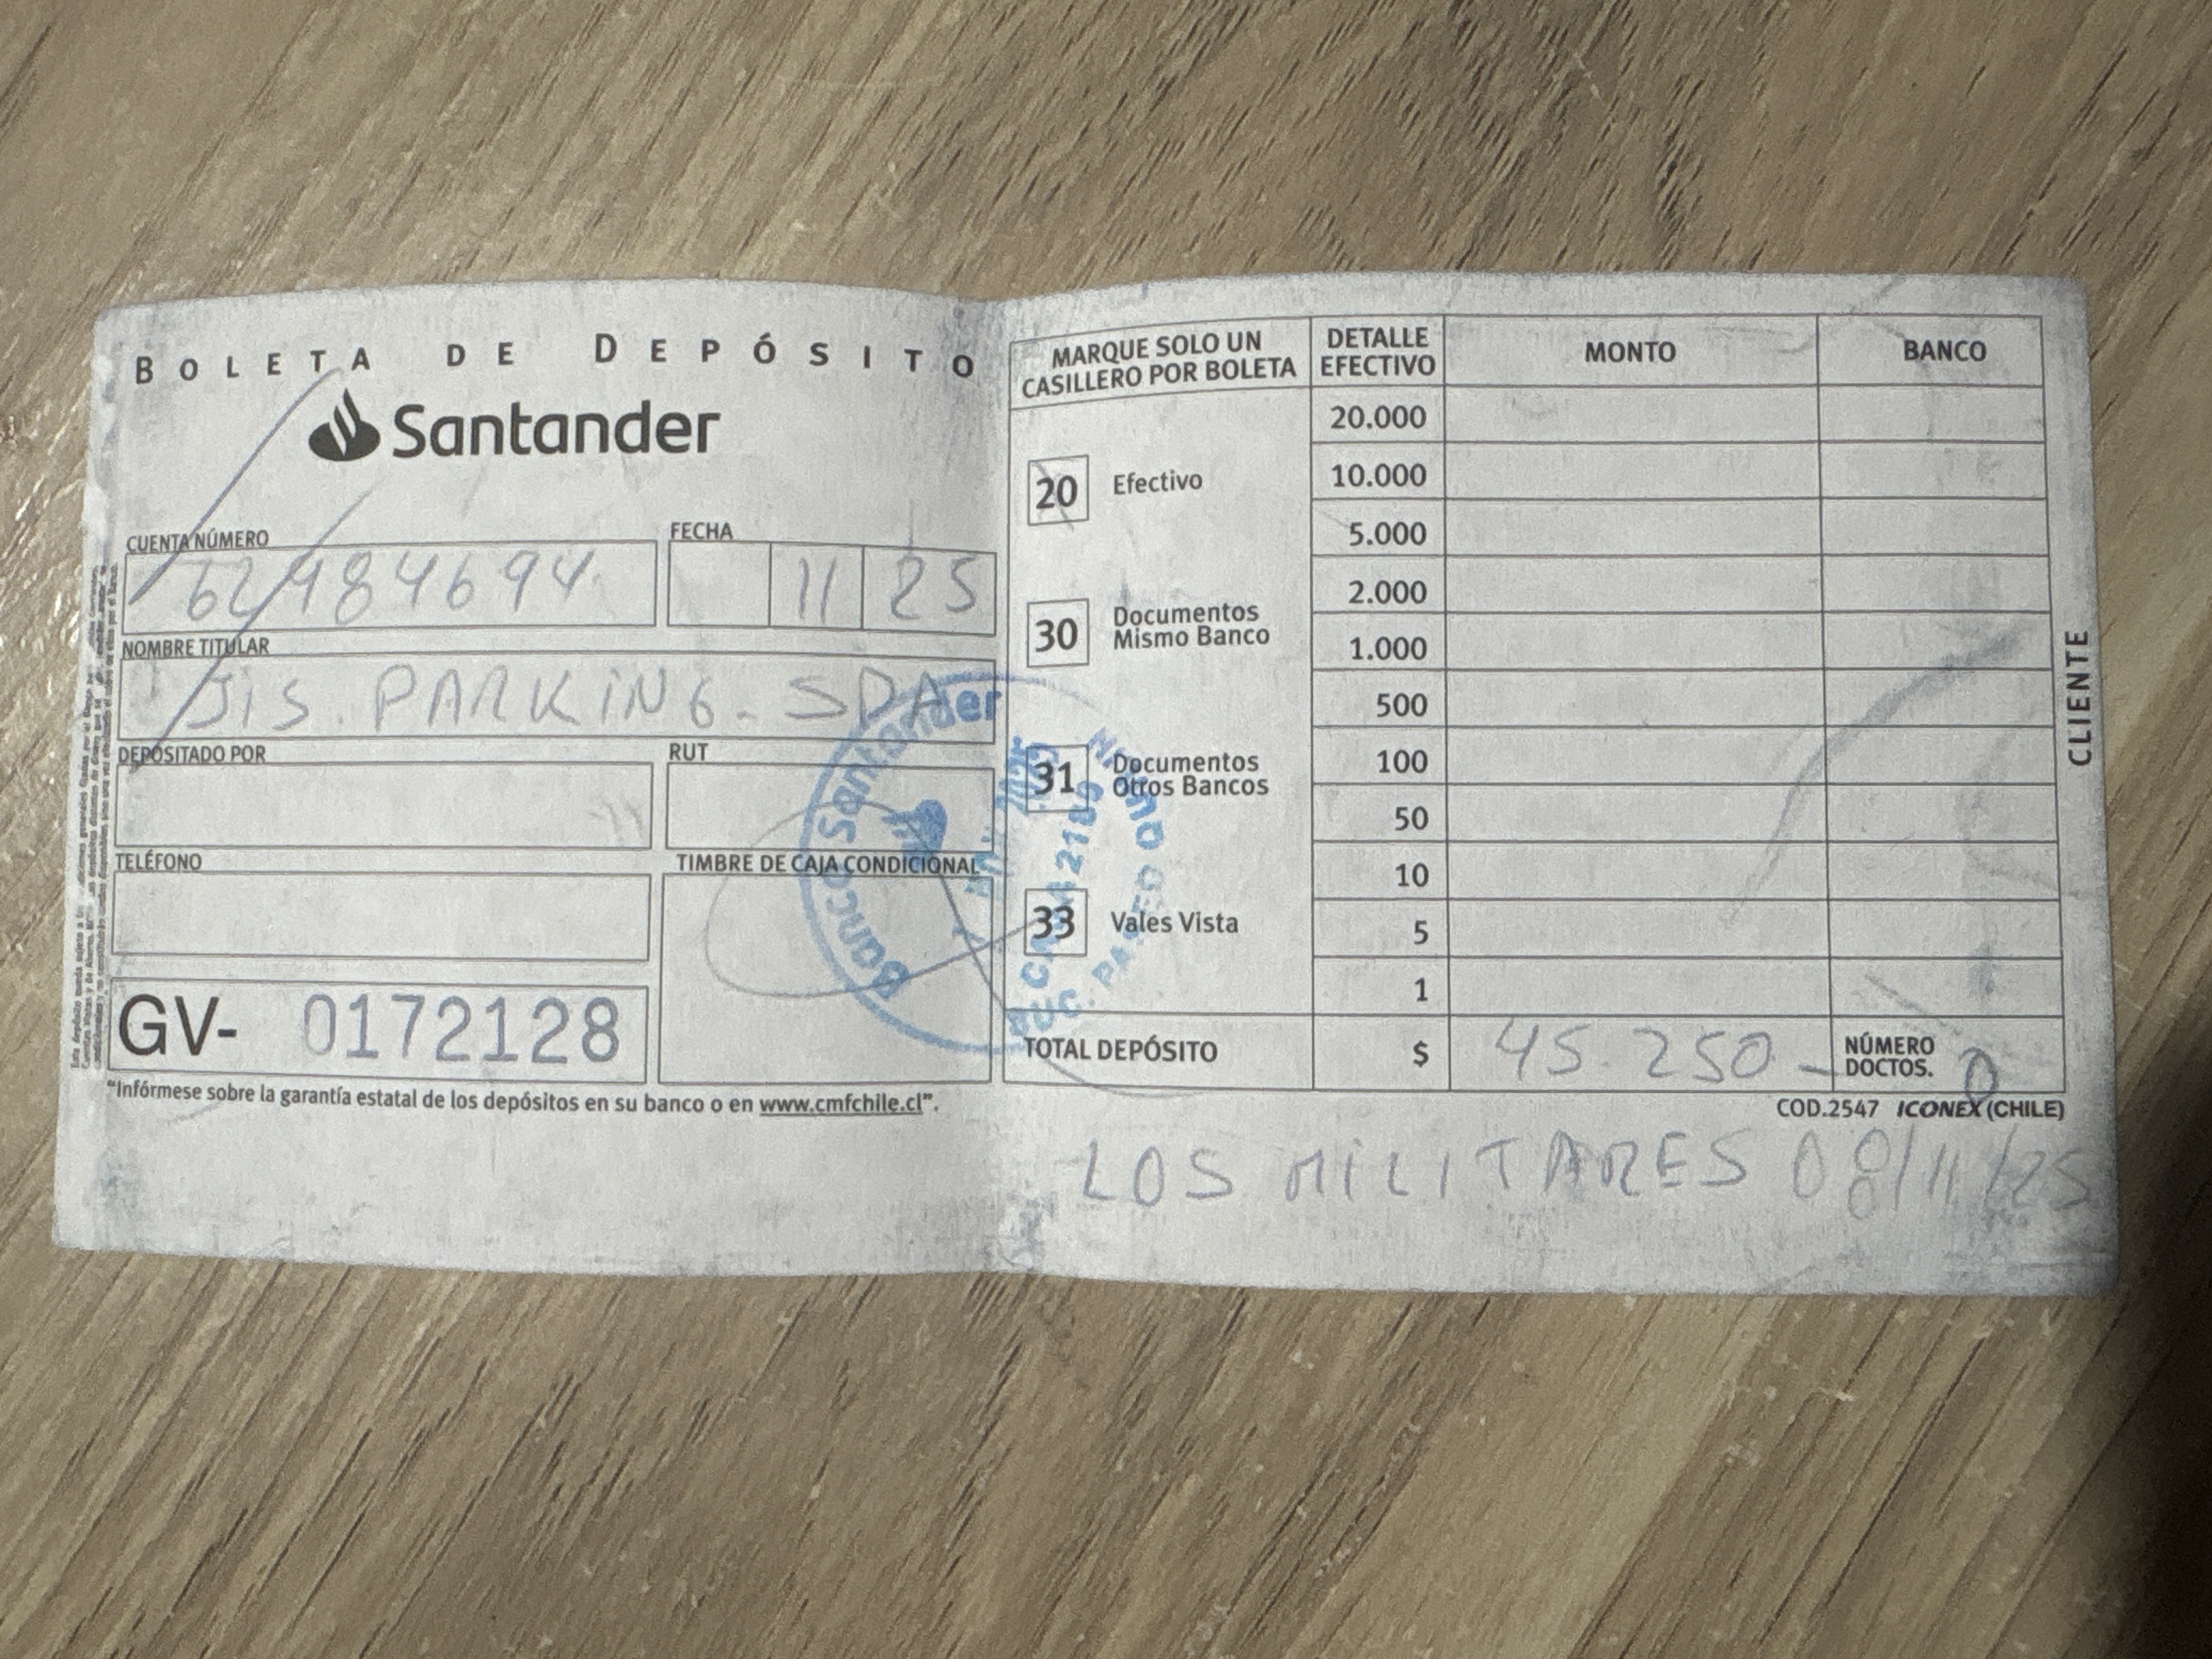 BOLETA DE DEPÓSITO
Santander
CUENTA NÚMERO
62984694
FECHA
11 25
NOMBRE TITULAR
JIS. PARKING. SPA
DEPOSITADO POR
RUT
TELÉFONO
TIMBRE DE CAJA CONDICIONAL
GV- 0172128
"Infórmese sobre la garantía estatal de los depósitos en su banco o en www.cmfchile.cl".
MARQUE SOLO UN
CASILLERO POR BOLETA
20 Efectivo
30 Documentos
Mismo Banco
31 Documentos
Otros Bancos
33 Vales Vista
DETALLE
EFECTIVO
MONTO
BANCO
20.000
10.000
5.000
2.000
1.000
500
100
50
10
5
1
TOTAL DEPÓSITO $ 45.250 -
NÚMERO
DOCTOS. 0
CLIENTE
COD.2547 ICONEX (CHILE)
LOS MILITARES 08/11/25
Banco Santander